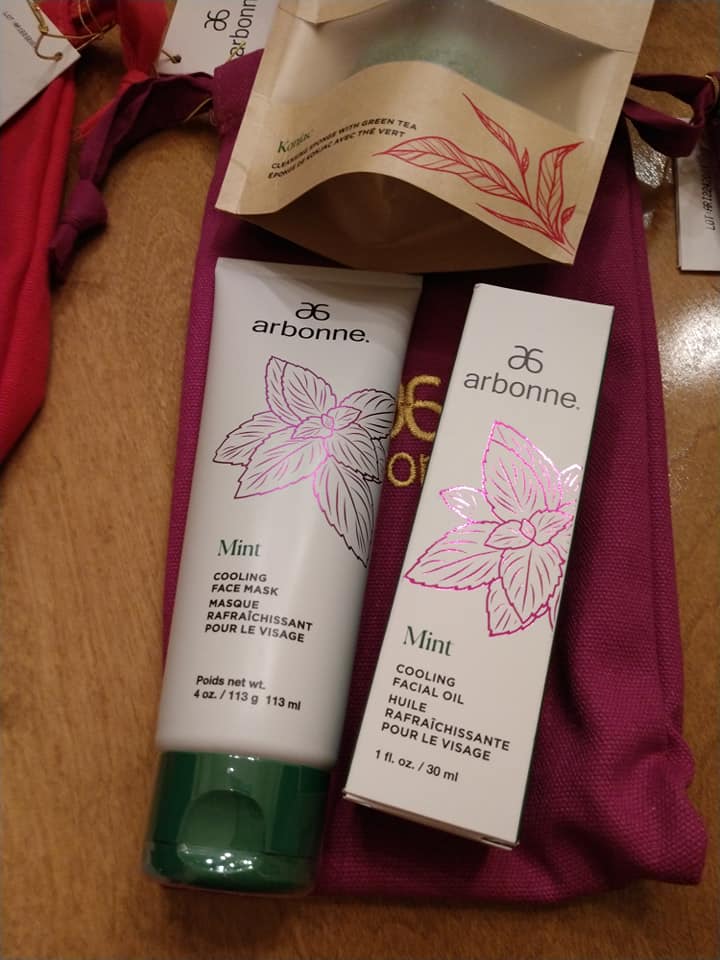 arbonne
Konjac
CLEANSING SPONGE WITH GREEN TEA
ÉPONGE DE KONJAC AVEC THÉ VERT
arbonne.
Mint
COOLING
FACE MASK
MASQUE
RAFRAÎCHISSANT
POUR LE VISAGE
Poids net wt.
4 oz. / 113 g 113 ml
arbonne.
Mint
COOLING
FACIAL OIL
HUILE
RAFRAÎCHISSANTE
POUR LE VISAGE
1 fl. oz. / 30 ml